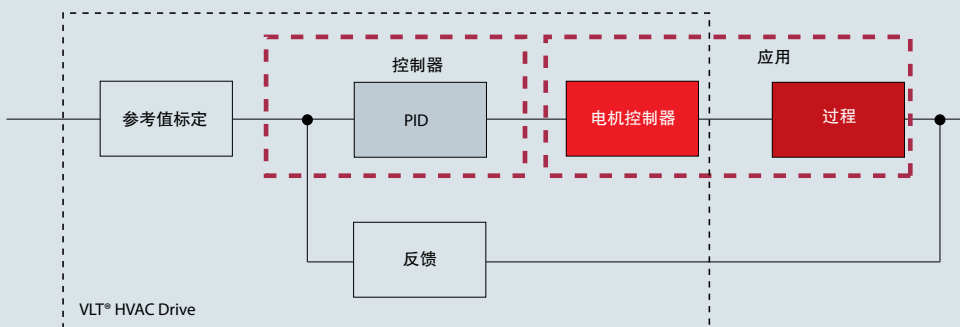 控制器
应用
参考值标定
PID
电机控制器
过程
反馈
VLT® HVAC Drive